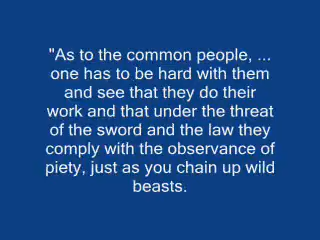 "As to the common people, ...
one has to be hard with them
and see that they do their
work and that under the threat
of the sword and the law they
comply with the observance of
piety, just as you chain up wild
beasts.